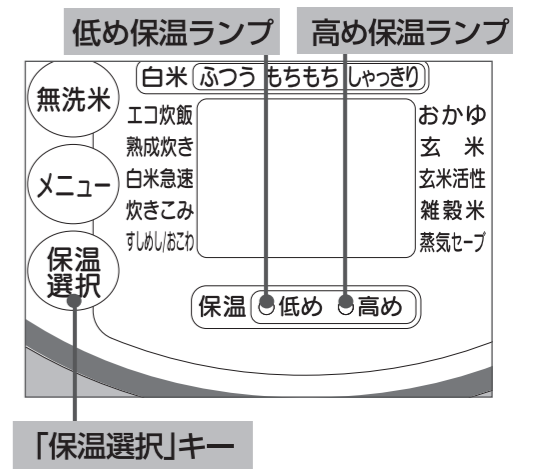 低め保温ランプ
高め保温ランプ
白米 ふつう もちもち しゃっきり
無洗米
メニュー
保温
選択
エコ炊飯
熟成炊き
白米急速
炊きこみ
すしめし/おこわ
おかゆ
玄 米
玄米活性
雑穀米
蒸気セーブ
保温 低め 高め
「保温選択」キー